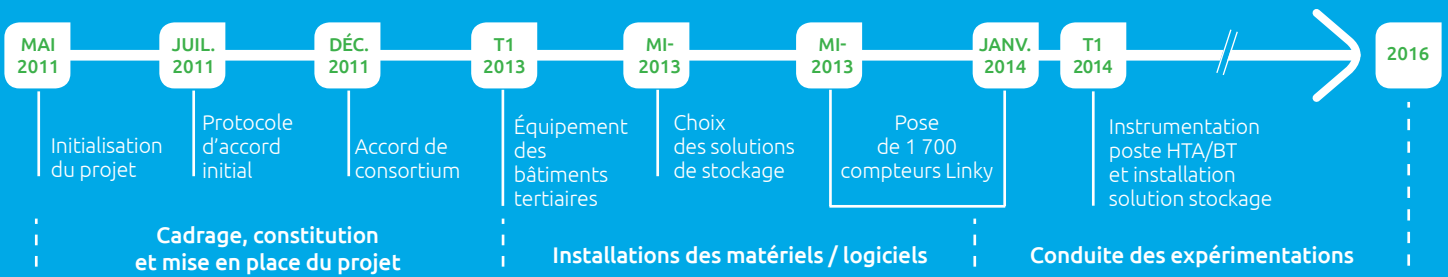 MAI
2011
JUIL.
2011
DÉC.
2011
T1
2013
MI-
2013
MI-
2013
JANV.
2014
T1
2014
2016
Initialisation
du projet
Protocole
d'accord
initial
Accord de
consortium
Équipement
des
bâtiments
tertiaires
Choix
des solutions
de stockage
Pose
de 1 700
compteurs Linky
Instrumentation
poste HTA/BT
et installation
solution stockage
Cadrage, constitution
et mise en place du projet
Installations des matériels / logiciels
Conduite des expérimentations